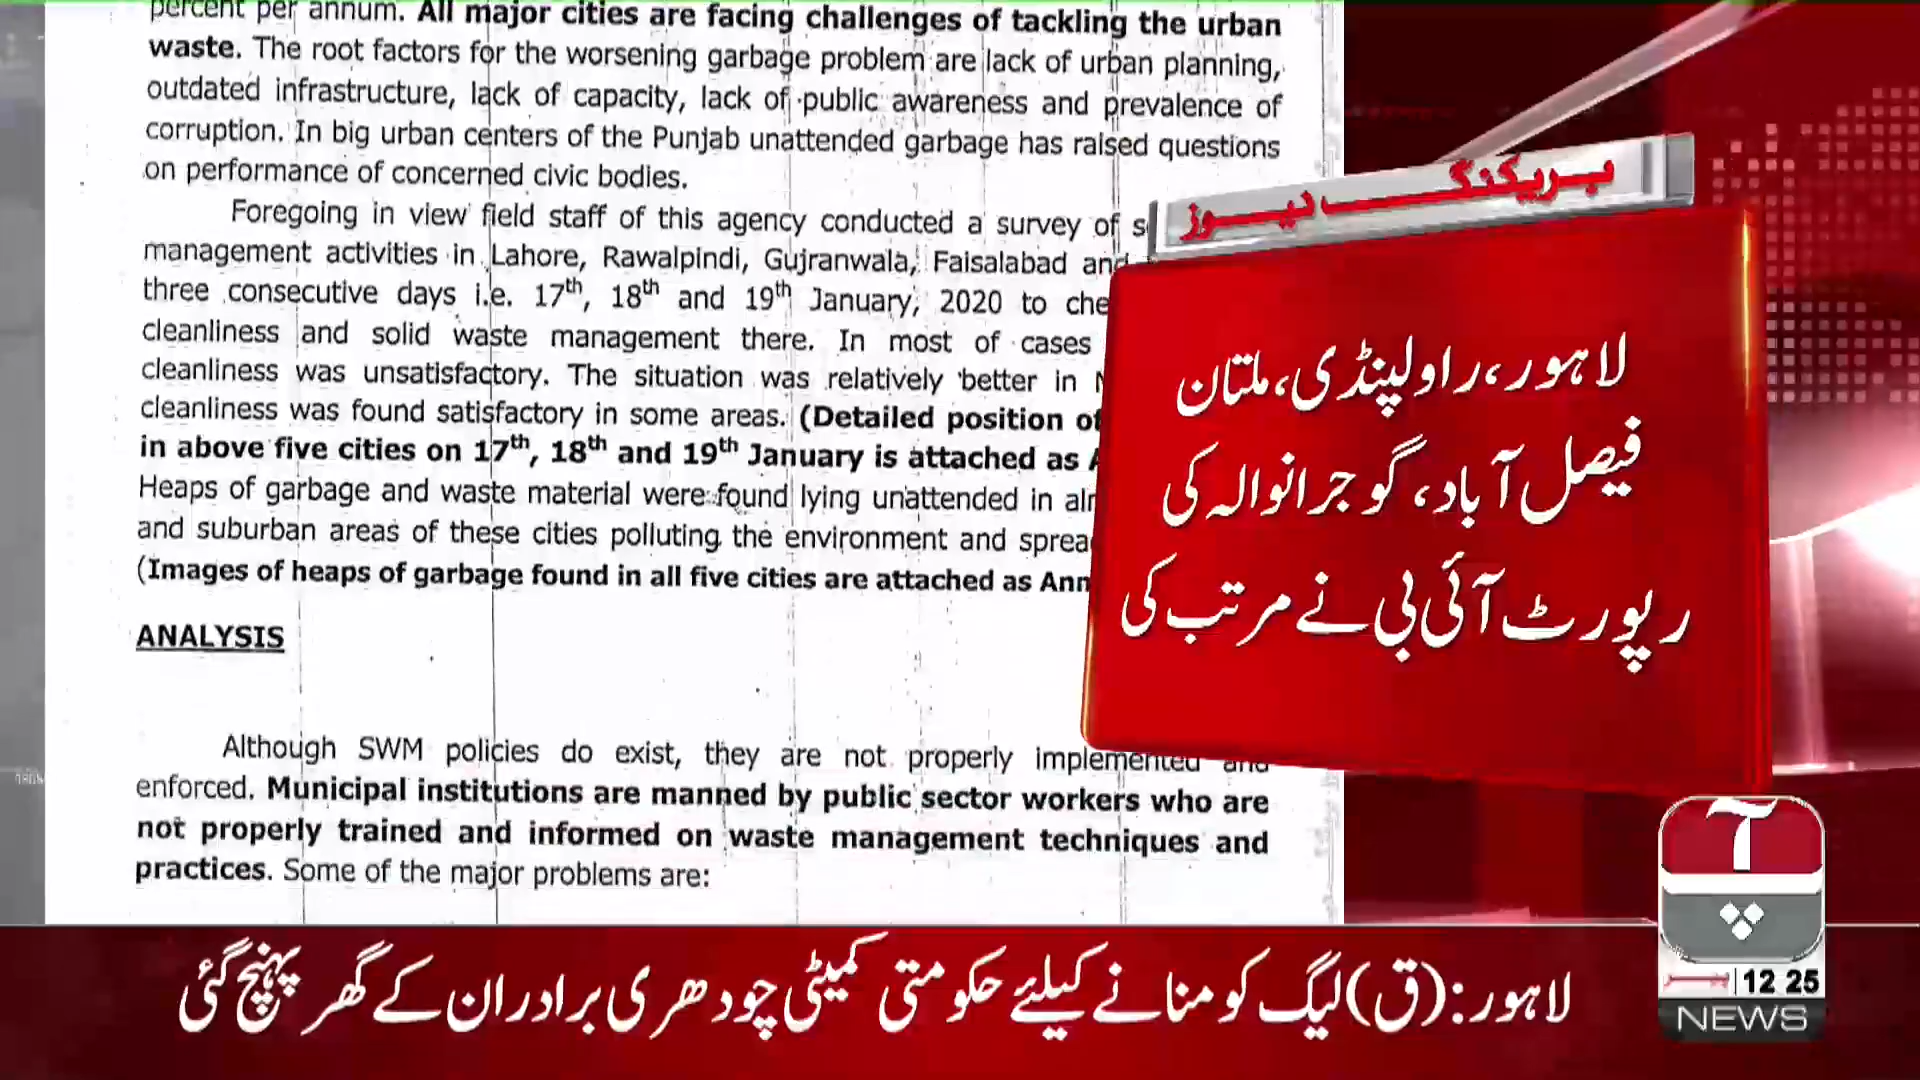 percent per annum. All major cities are facing challenges of tackling the urban
waste. The root factors for the worsening garbage problem are lack of urban planning,
outdated infrastructure, lack of capacity, lack of public awareness and prevalence of
corruption. In big urban centers of the Punjab unattended garbage has raised questions
on performance of concerned civic bodies.
Foregoing in view field staff of this agency conducted a survey of
management activities in Lahore, Rawalpindi, Gujranwala, Faisalabad and
three consecutive days i.e. 17th, 18th and 19th January, 2020 to
cleanliness and solid waste management there. In most of cases
cleanliness was unsatisfactory. The situation was relatively better in
cleanliness was found satisfactory in some areas. (Detailed position of
in above five cities on 17th, 18th and 19th January is attached as
Heaps of garbage and waste material were found lying unattended in
and suburban areas of these cities polluting the environment and
(Images of heaps of garbage found in all five cities are attached as
ANALYSIS
Although SWM policies do exist, they are not properly implemented and
enforced. Municipal institutions are manned by public sector workers who are
not properly trained and informed on waste management techniques and
practices. Some of the major problems are:
بریکنگ نیوز
لاہور، راولپنڈی، ملتان
فیصل آباد، گوجرانوالہ کی
رپورٹ آئی بی نے مرتب کی
آپ
پیر 12 25
NEWS
لاہور: (ق) لیگ کو منانے کیلئے حکومتی کمیٹی چودھری برادران کے گھر پہنچ گئی